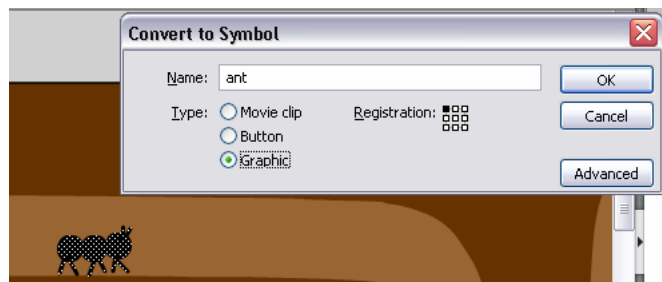 Convert to Symbol
Name: ant OK
Type: Movie clip Registration: Cancel
Button
Graphic
Advanced